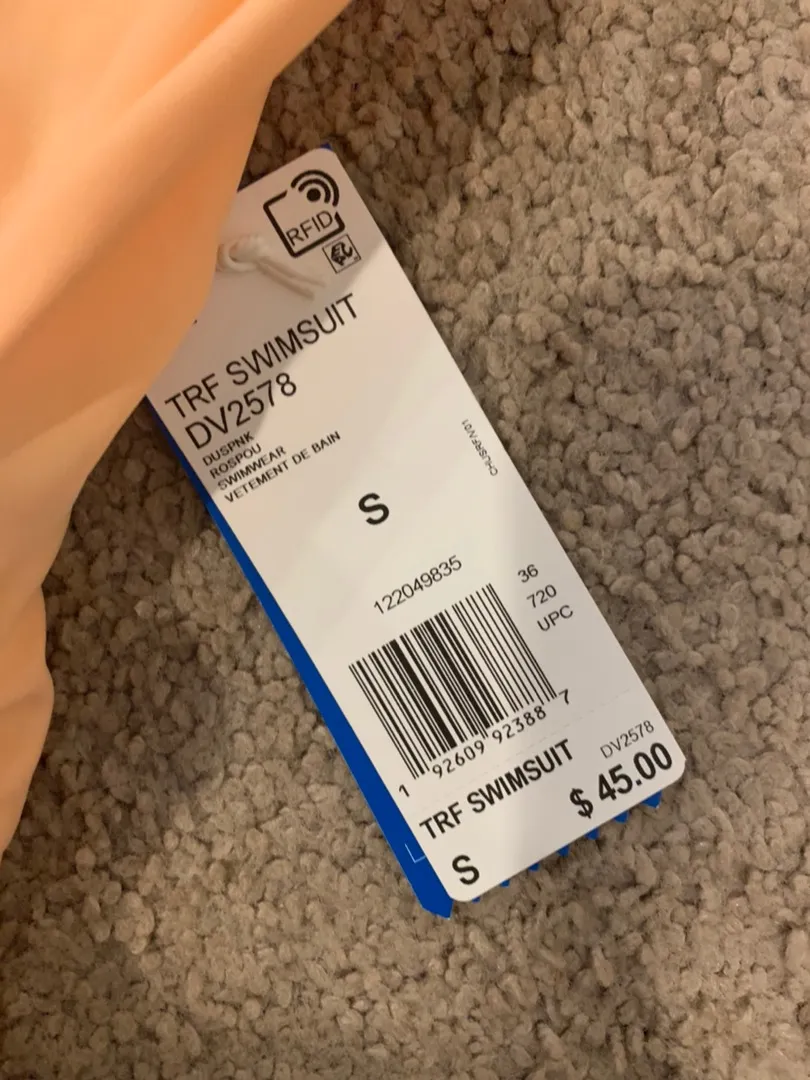 RFID
TRF SWIMSUIT
DV2578
DUSPNK
ROSPOU
SWIMWEAR
VETEMENT DE BAIN
S
122049835
36
720
UPC
1 92609 92388 7
TRF SWIMSUIT
DV2578
$ 45.00
S